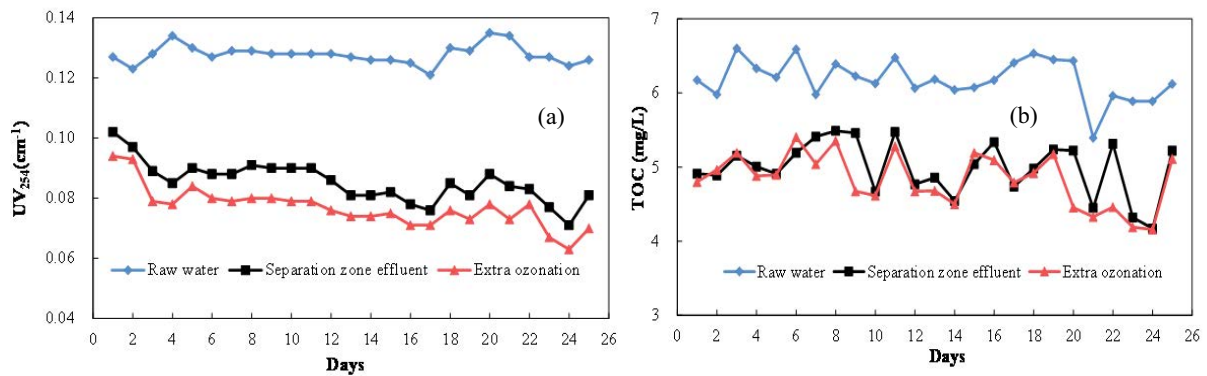 0.14
0.12
0.10
0.08
0.06
0.04
UV254(cm-1)
(a)
Raw water
Separation zone effluent
Extra ozonation
0 2 4 6 8 10 12 14 16 18 20 22 24 26
Days
7
6
5
4
3
TOC (mg/L)
(b)
Raw water
Separation zone effluent
Extra ozonation
0 2 4 6 8 10 12 14 16 18 20 22 24 26
Days